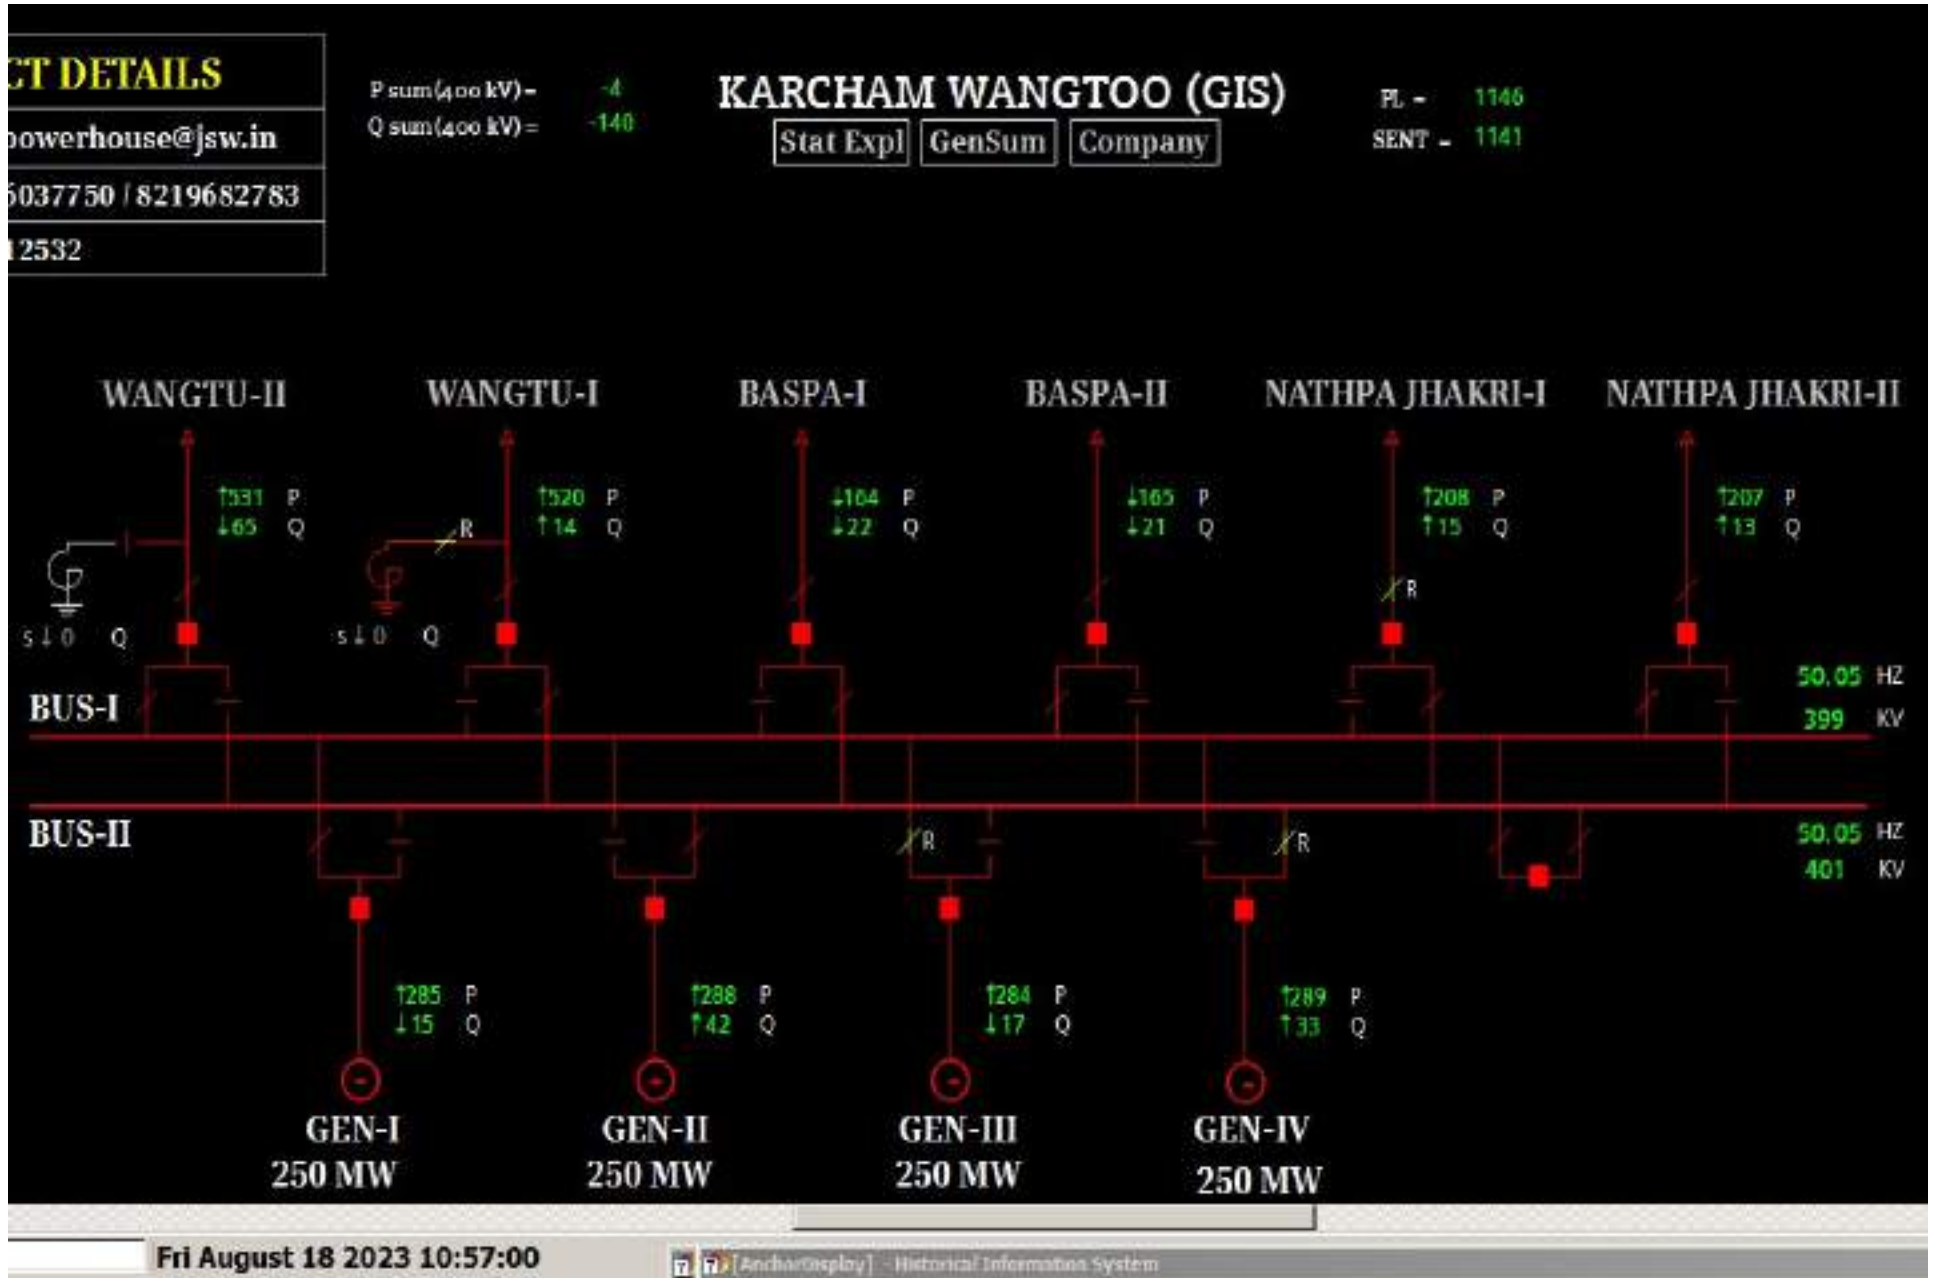 CT DETAILS
powerhouse@jsw.in
6037750 / 8219682783
12532
P sum(400 kV)= -4
Q sum(400 kV)= -140
KARCHAM WANGTOO (GIS)
Stat Expl GenSum Company
PL = 1146
SENT = 1141
WANGTU-II WANGTU-I BASPA-I BASPA-II NATHPA JHAKRI-I NATHPA JHAKRI-II
↑531 P ↑520 P ↓164 P ↓165 P ↑208 P ↑207 P
↓65 Q R ↑14 Q ↓22 Q ↓21 Q ↑15 Q ↑13 Q
R
s↓0 Q s↓0 Q
50.05 HZ
BUS-I 399 KV
BUS-II R R 50.05 HZ
401 KV
↑285 P ↑288 P ↑284 P ↑289 P
↓15 Q ↑42 Q ↓17 Q ↑33 Q
GEN-I GEN-II GEN-III GEN-IV
250 MW 250 MW 250 MW 250 MW
Fri August 18 2023 10:57:00 [AnchorDisplay] - Historical Information System